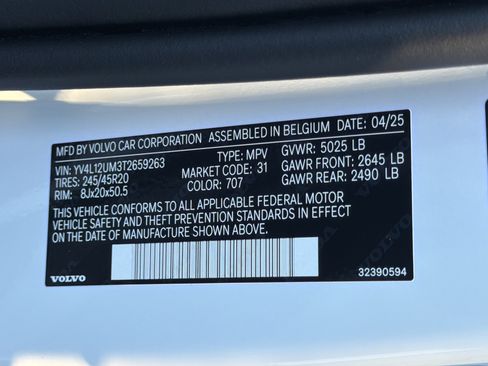 MFD BY VOLVO CAR CORPORATION ASSEMBLED IN BELGIUM DATE: 04/25
VIN: YV4L12UM3T2659263 TYPE: MPV GVWR: 5025 LB
TIRES: 245/45R20 MARKET CODE: 31 GAWR FRONT: 2645 LB
RIM: 8Jx20x50.5 COLOR: 707 GAWR REAR: 2490 LB
THIS VEHICLE CONFORMS TO ALL APPLICABLE FEDERAL MOTOR
VEHICLE SAFETY AND THEFT PREVENTION STANDARDS IN EFFECT
ON THE DATE OF MANUFACTURE SHOWN ABOVE.
VOLVO 32390594